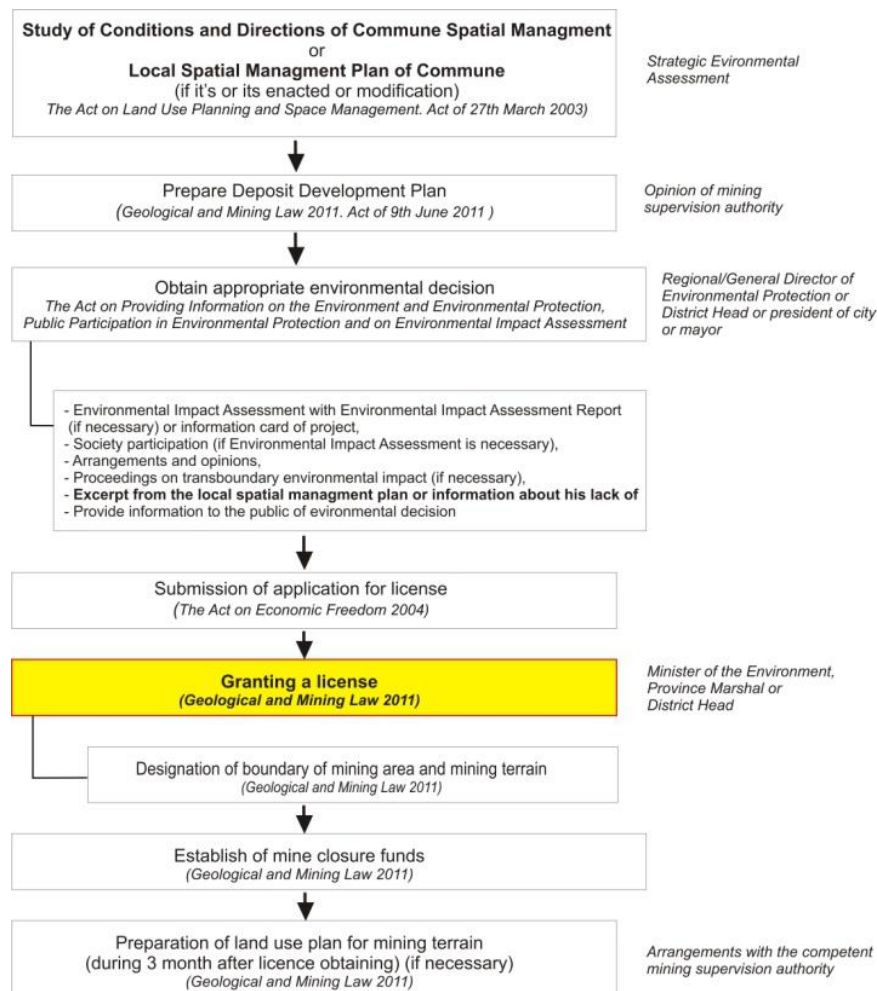 Study of Conditions and Directions of Commune Spatial Managment
or
Local Spatial Managment Plan of Commune
(if it's or its enacted or modification)
The Act on Land Use Planning and Space Management. Act of 27th March 2003)
Strategic Evironmental
Assessment
Prepare Deposit Development Plan
(Geological and Mining Law 2011. Act of 9th June 2011 )
Opinion of mining
supervision authority
Obtain appropriate environmental decision
The Act on Providing Information on the Environment and Environmental Protection,
Public Participation in Environmental Protection and on Environmental Impact Assessment
Regional/General Director of
Environmental Protection or
District Head or president of city
or mayor
- Environmental Impact Assessment with Environmental Impact Assessment Report
(if necessary) or information card of project,
- Society participation (if Environmental Impact Assessment is necessary),
- Arrangements and opinions,
- Proceedings on transboundary environmental impact (if necessary),
- Excerpt from the local spatial managment plan or information about his lack of
- Provide information to the public of evironmental decision
Submission of application for license
(The Act on Economic Freedom 2004)
Granting a license
(Geological and Mining Law 2011)
Minister of the Environment,
Province Marshal or
District Head
Designation of boundary of mining area and mining terrain
(Geological and Mining Law 2011)
Establish of mine closure funds
(Geological and Mining Law 2011)
Preparation of land use plan for mining terrain
(during 3 month after licence obtaining) (if necessary)
(Geological and Mining Law 2011)
Arrangements with the competent
mining supervision authority